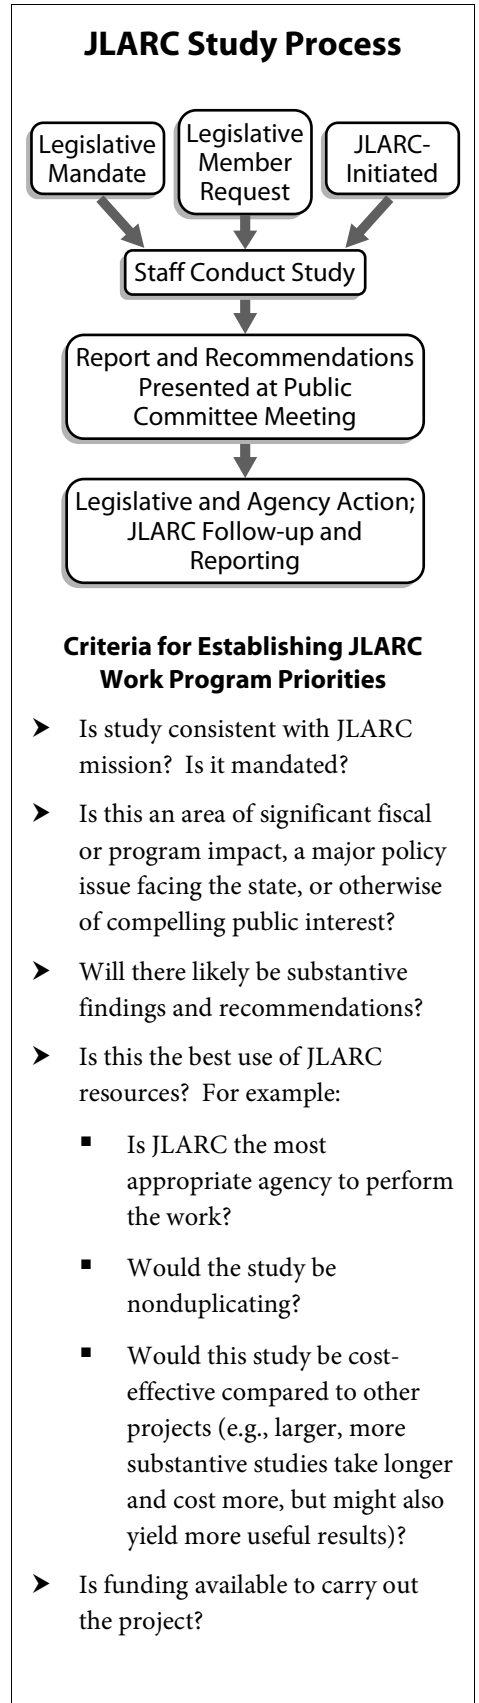 JLARC Study Process
Legislative
Mandate
Legislative
Member
Request
JLARC-
Initiated
Staff Conduct Study
Report and Recommendations
Presented at Public
Committee Meeting
Legislative and Agency Action;
JLARC Follow-up and
Reporting
Criteria for Establishing JLARC
Work Program Priorities
➤ Is study consistent with JLARC
mission?  Is it mandated?
➤ Is this an area of significant fiscal
or program impact, a major policy
issue facing the state, or otherwise
of compelling public interest?
➤ Will there likely be substantive
findings and recommendations?
➤ Is this the best use of JLARC
resources?  For example:
▪ Is JLARC the most
appropriate agency to perform
the work?
▪ Would the study be
nonduplicating?
▪ Would this study be cost-
effective compared to other
projects (e.g., larger, more
substantive studies take longer
and cost more, but might also
yield more useful results)?
➤ Is funding available to carry out
the project?